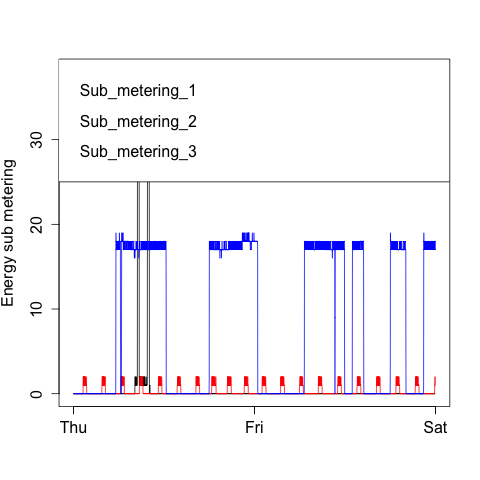 Sub_metering_1
Sub_metering_2
Sub_metering_3
Energy sub metering
30
20
10
0
Thu Fri Sat